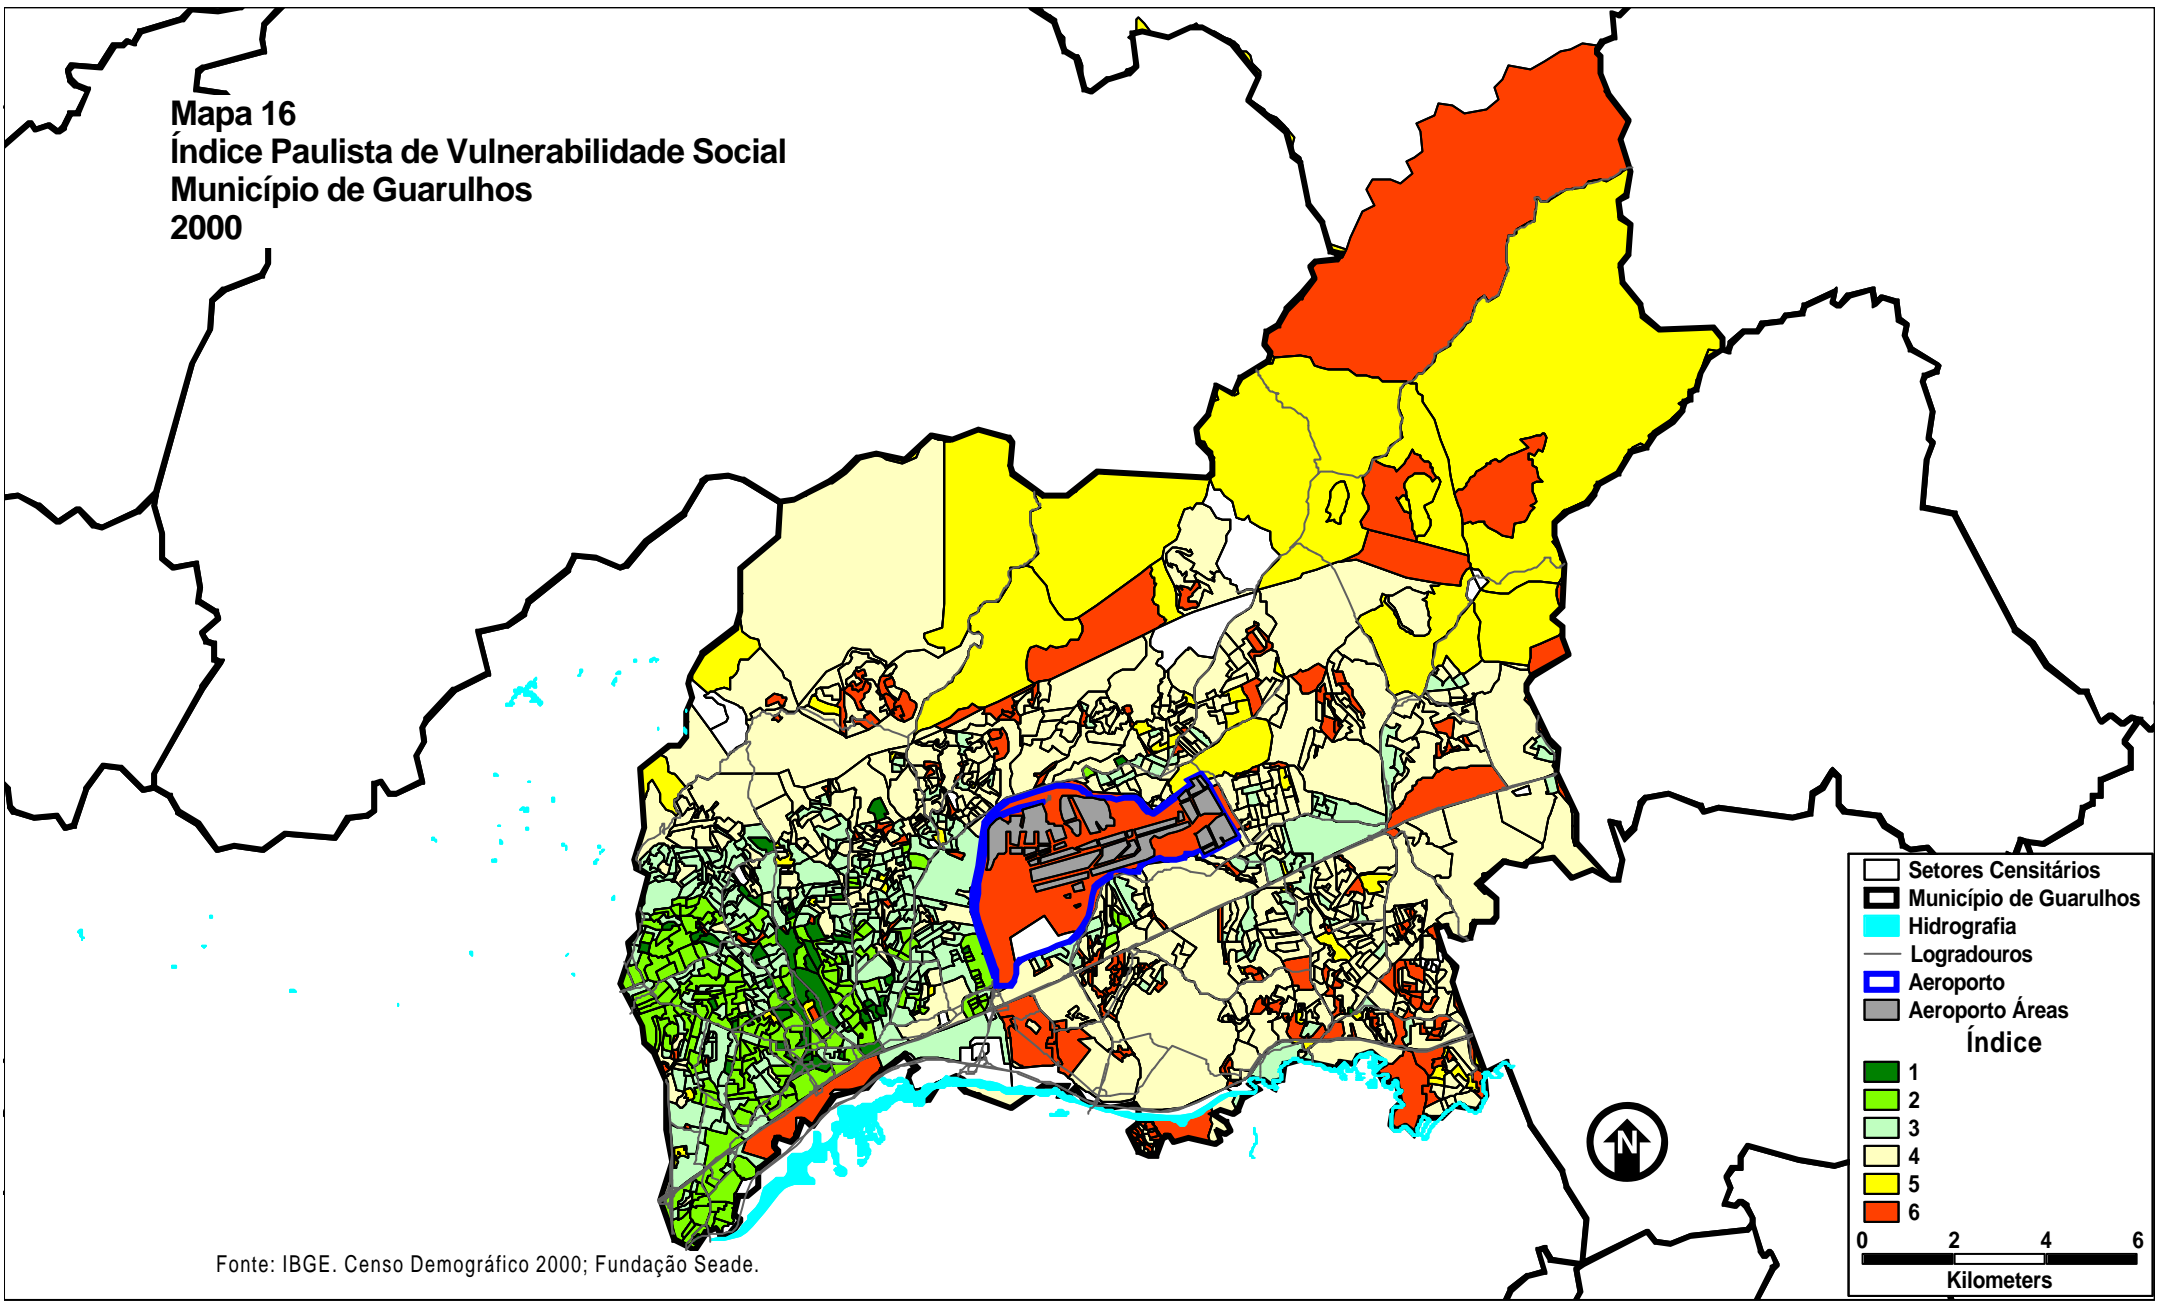 Mapa 16
Índice Paulista de Vulnerabilidade Social
Município de Guarulhos
2000
Setores Censitários
Município de Guarulhos
Hidrografia
Logradouros
Aeroporto
Aeroporto Áreas
Índice
1
2
3
4
5
6
N
0 2 4 6
Kilometers
Fonte: IBGE. Censo Demográfico 2000; Fundação Seade.